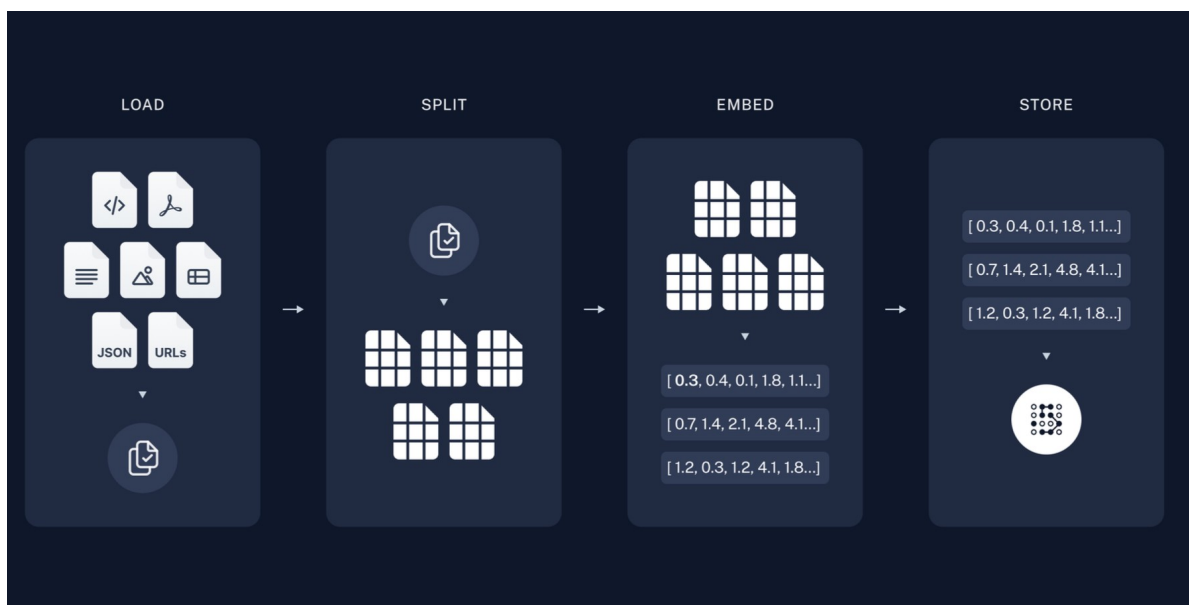 LOAD
SPLIT
EMBED
STORE
</>
JSON
URLs
[ 0.3, 0.4, 0.1, 1.8, 1.1...]
[ 0.7, 1.4, 2.1, 4.8, 4.1...]
[ 1.2, 0.3, 1.2, 4.1, 1.8...]
[ 0.3, 0.4, 0.1, 1.8, 1.1...]
[ 0.7, 1.4, 2.1, 4.8, 4.1...]
[ 1.2, 0.3, 1.2, 4.1, 1.8...]